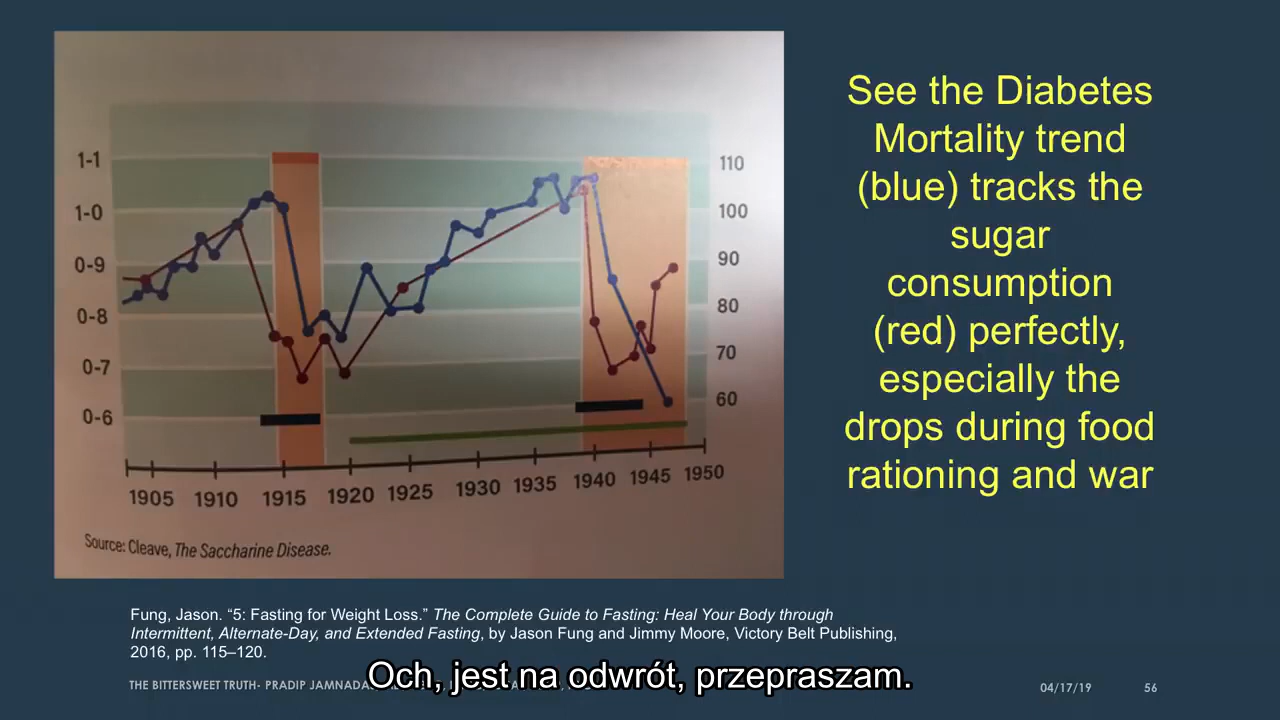 See the Diabetes
Mortality trend
(blue) tracks the
sugar
consumption
(red) perfectly,
especially the
drops during food
rationing and war
1-1
1-0
0-9
0-8
0-7
0-6
110
100
90
80
70
60
1905 1910 1915 1920 1925 1930 1935 1940 1945 1950
Source: Cleave, The Saccharine Disease.
Fung, Jason. “5: Fasting for Weight Loss.” The Complete Guide to Fasting: Heal Your Body through
Intermittent, Alternate-Day, and Extended Fasting, by Jason Fung and Jimmy Moore, Victory Belt Publishing,
2016, pp. 115–120.
Och, jest na odwrót, przepraszam.
THE BITTERSWEET TRUTH- PRADIP JAMNADAS
04/17/19 56